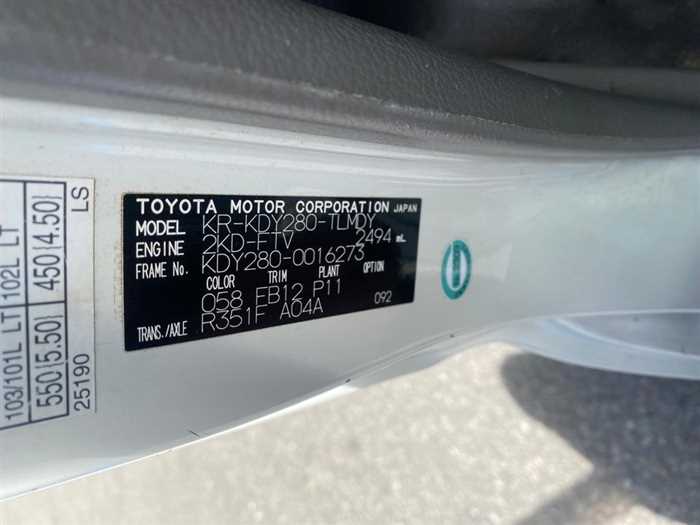 TOYOTA MOTOR CORPORATION JAPAN
MODEL KR-KDY280-TLMDY
ENGINE 2KD-FTV 2494 mL
FRAME No. KDY280-0016273
COLOR TRIM PLANT OPTION
058 FB12 P11 092
TRANS./AXLE R351F A04A
103/101L LT 102L LT
550{5.50} 450{4.50}
25190 LS